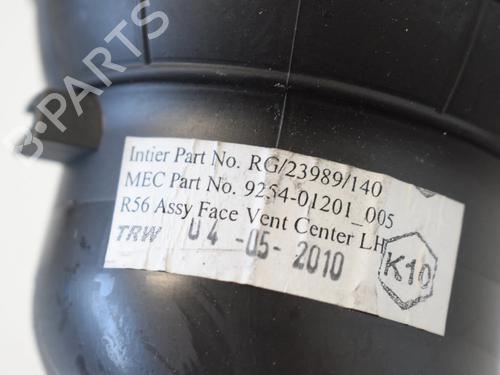 B-PARTS
Intier Part No. RG/23989/140
MEC Part No. 9254-01201_005
R56 Assy Face Vent Center LH
TRW 04-05-2010
K10